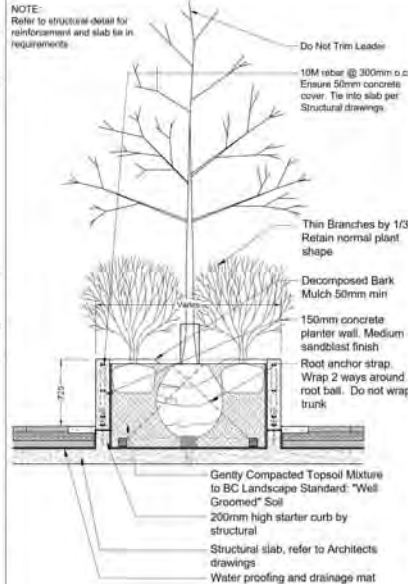 NOTE:
Refer to structural detail for
reinforcement and slab tie in
requirements
Do Not Trim Leader
10M rebar @ 300mm o.c
Ensure 50mm concrete
cover. Tie into slab per
Structural drawings.
Thin Branches by 1/3
Retain normal plant
shape
Decomposed Bark
Mulch 50mm min
Varies
150mm concrete
planter wall. Medium
sandblast finish
Root anchor strap.
Wrap 2 ways around
root ball. Do not wrap
trunk
725
Gently Compacted Topsoil Mixture
to BC Landscape Standard: "Well
Groomed" Soil
200mm high starter curb by
structural
Structural slab, refer to Architects
drawings
Water proofing and drainage mat